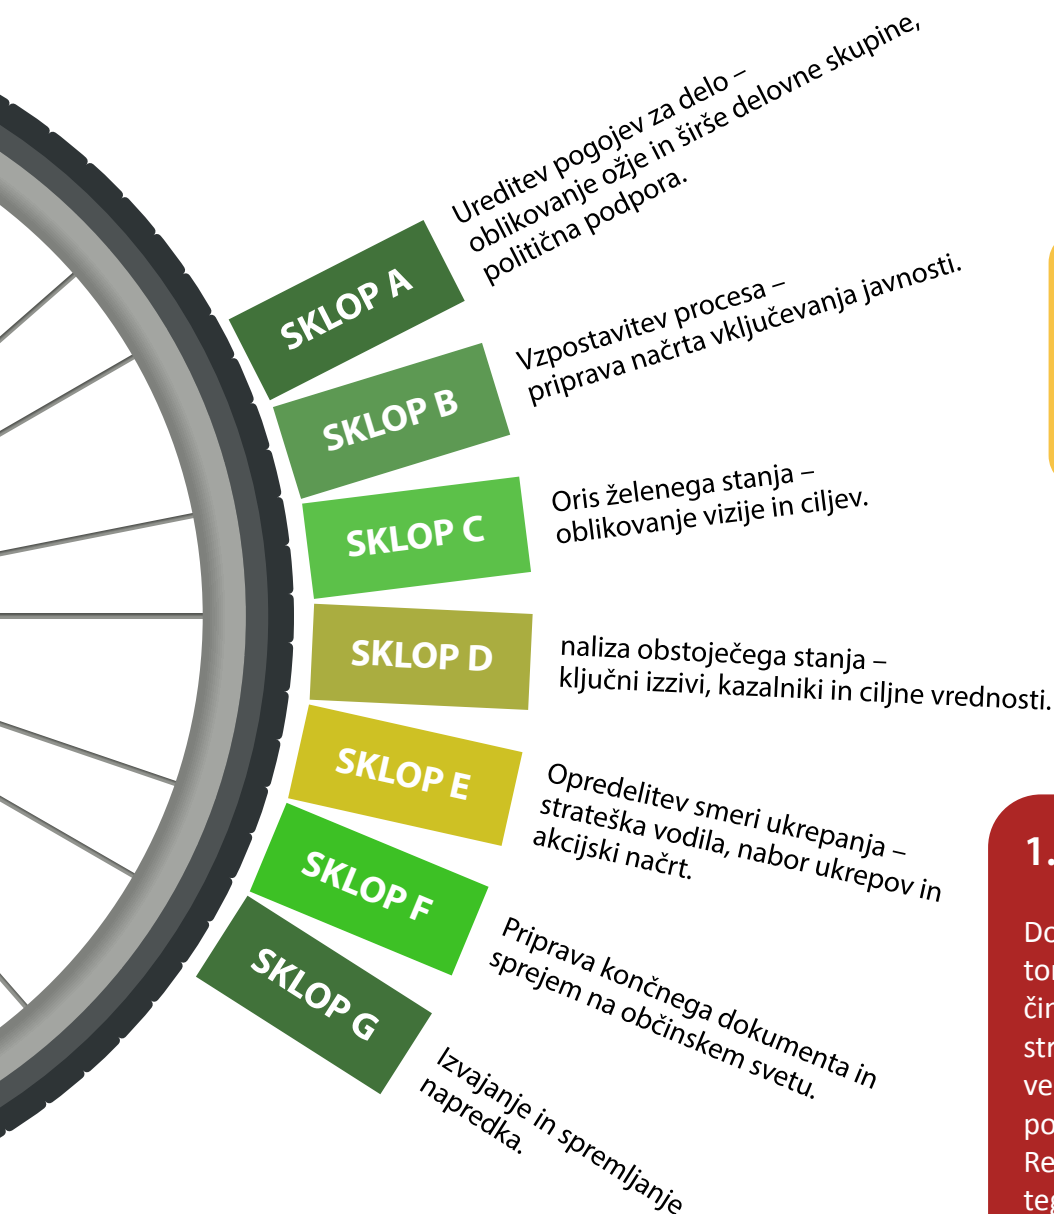 SKLOP A
Ureditev pogojev za delo –
oblikovanje ožje in širše delovne skupine,
politična podpora.
SKLOP B
Vzpostavitev procesa –
priprava načrta vključevanja javnosti.
SKLOP C
Oris želenega stanja –
oblikovanje vizije in ciljev.
SKLOP D
naliza obstoječega stanja –
ključni izzivi, kazalniki in ciljne vrednosti.
SKLOP E
Opredelitev smeri ukrepanja –
strateška vodila, nabor ukrepov in
akcijski načrt.
SKLOP F
Priprava končnega dokumenta in
sprejem na občinskem svetu.
SKLOP G
Izvajanje in spremljanje
napredka.
1.